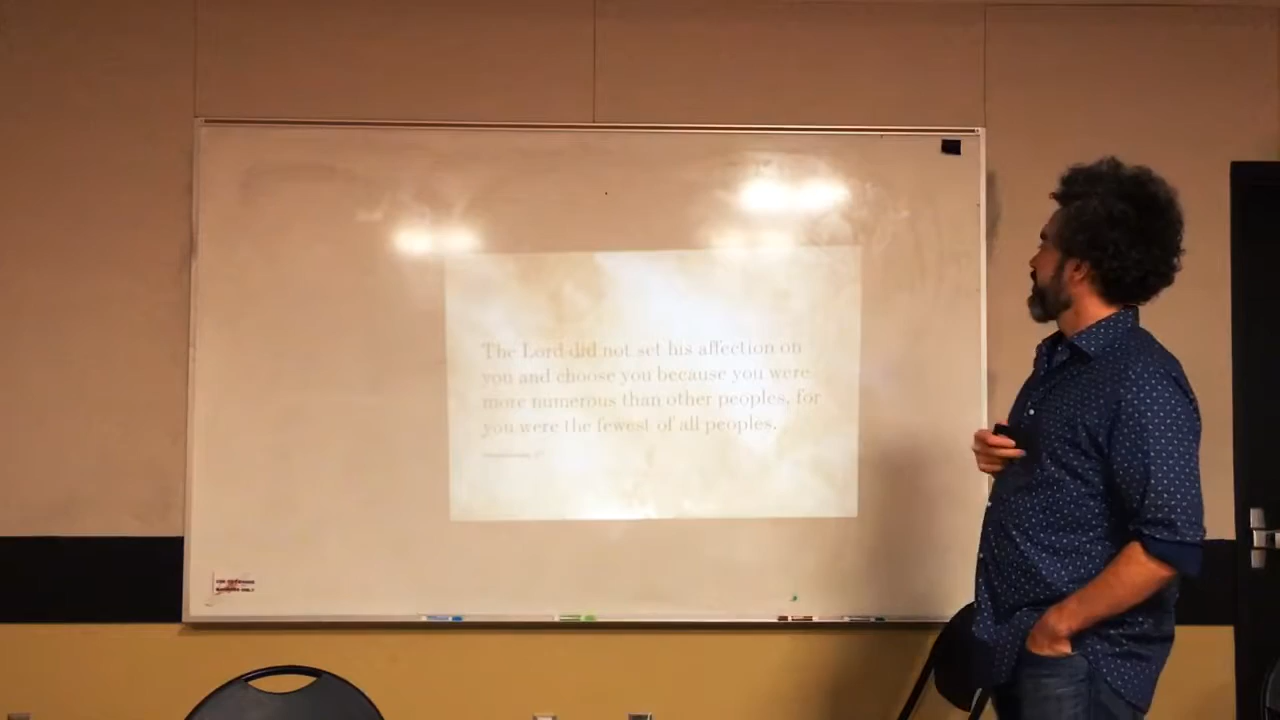 The Lord did not set his affection on
you and choose you because you were
more numerous than other peoples, for
you were the fewest of all peoples.